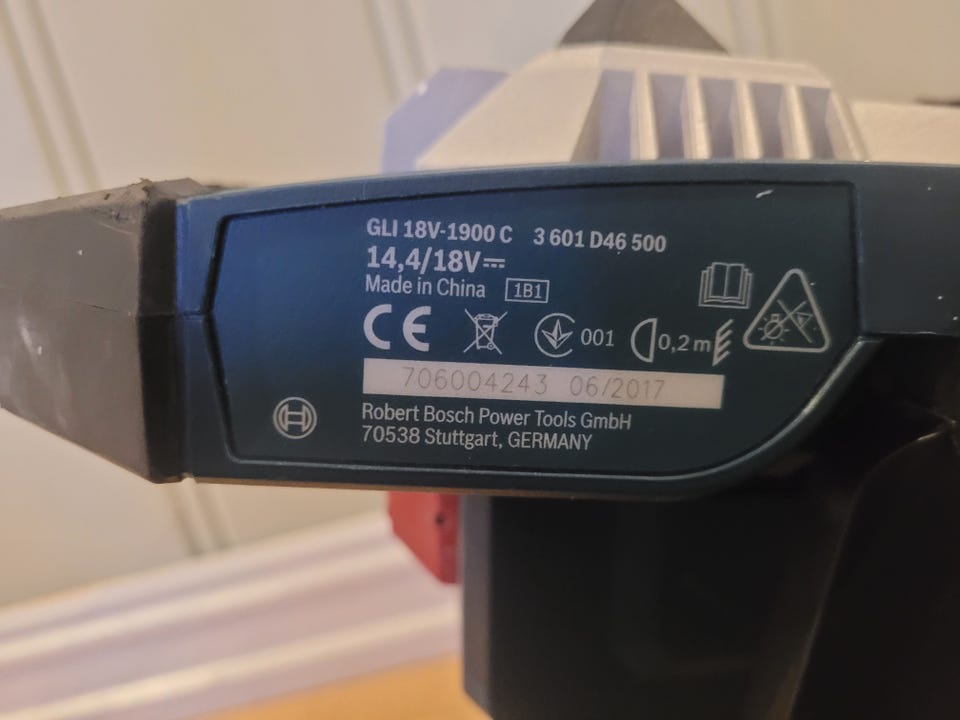 GLI 18V-1900 C 3 601 D46 500
14,4/18V⎓
Made in China 1B1
CE 001 0,2 m
706004243 06/2017
Robert Bosch Power Tools GmbH
70538 Stuttgart, GERMANY